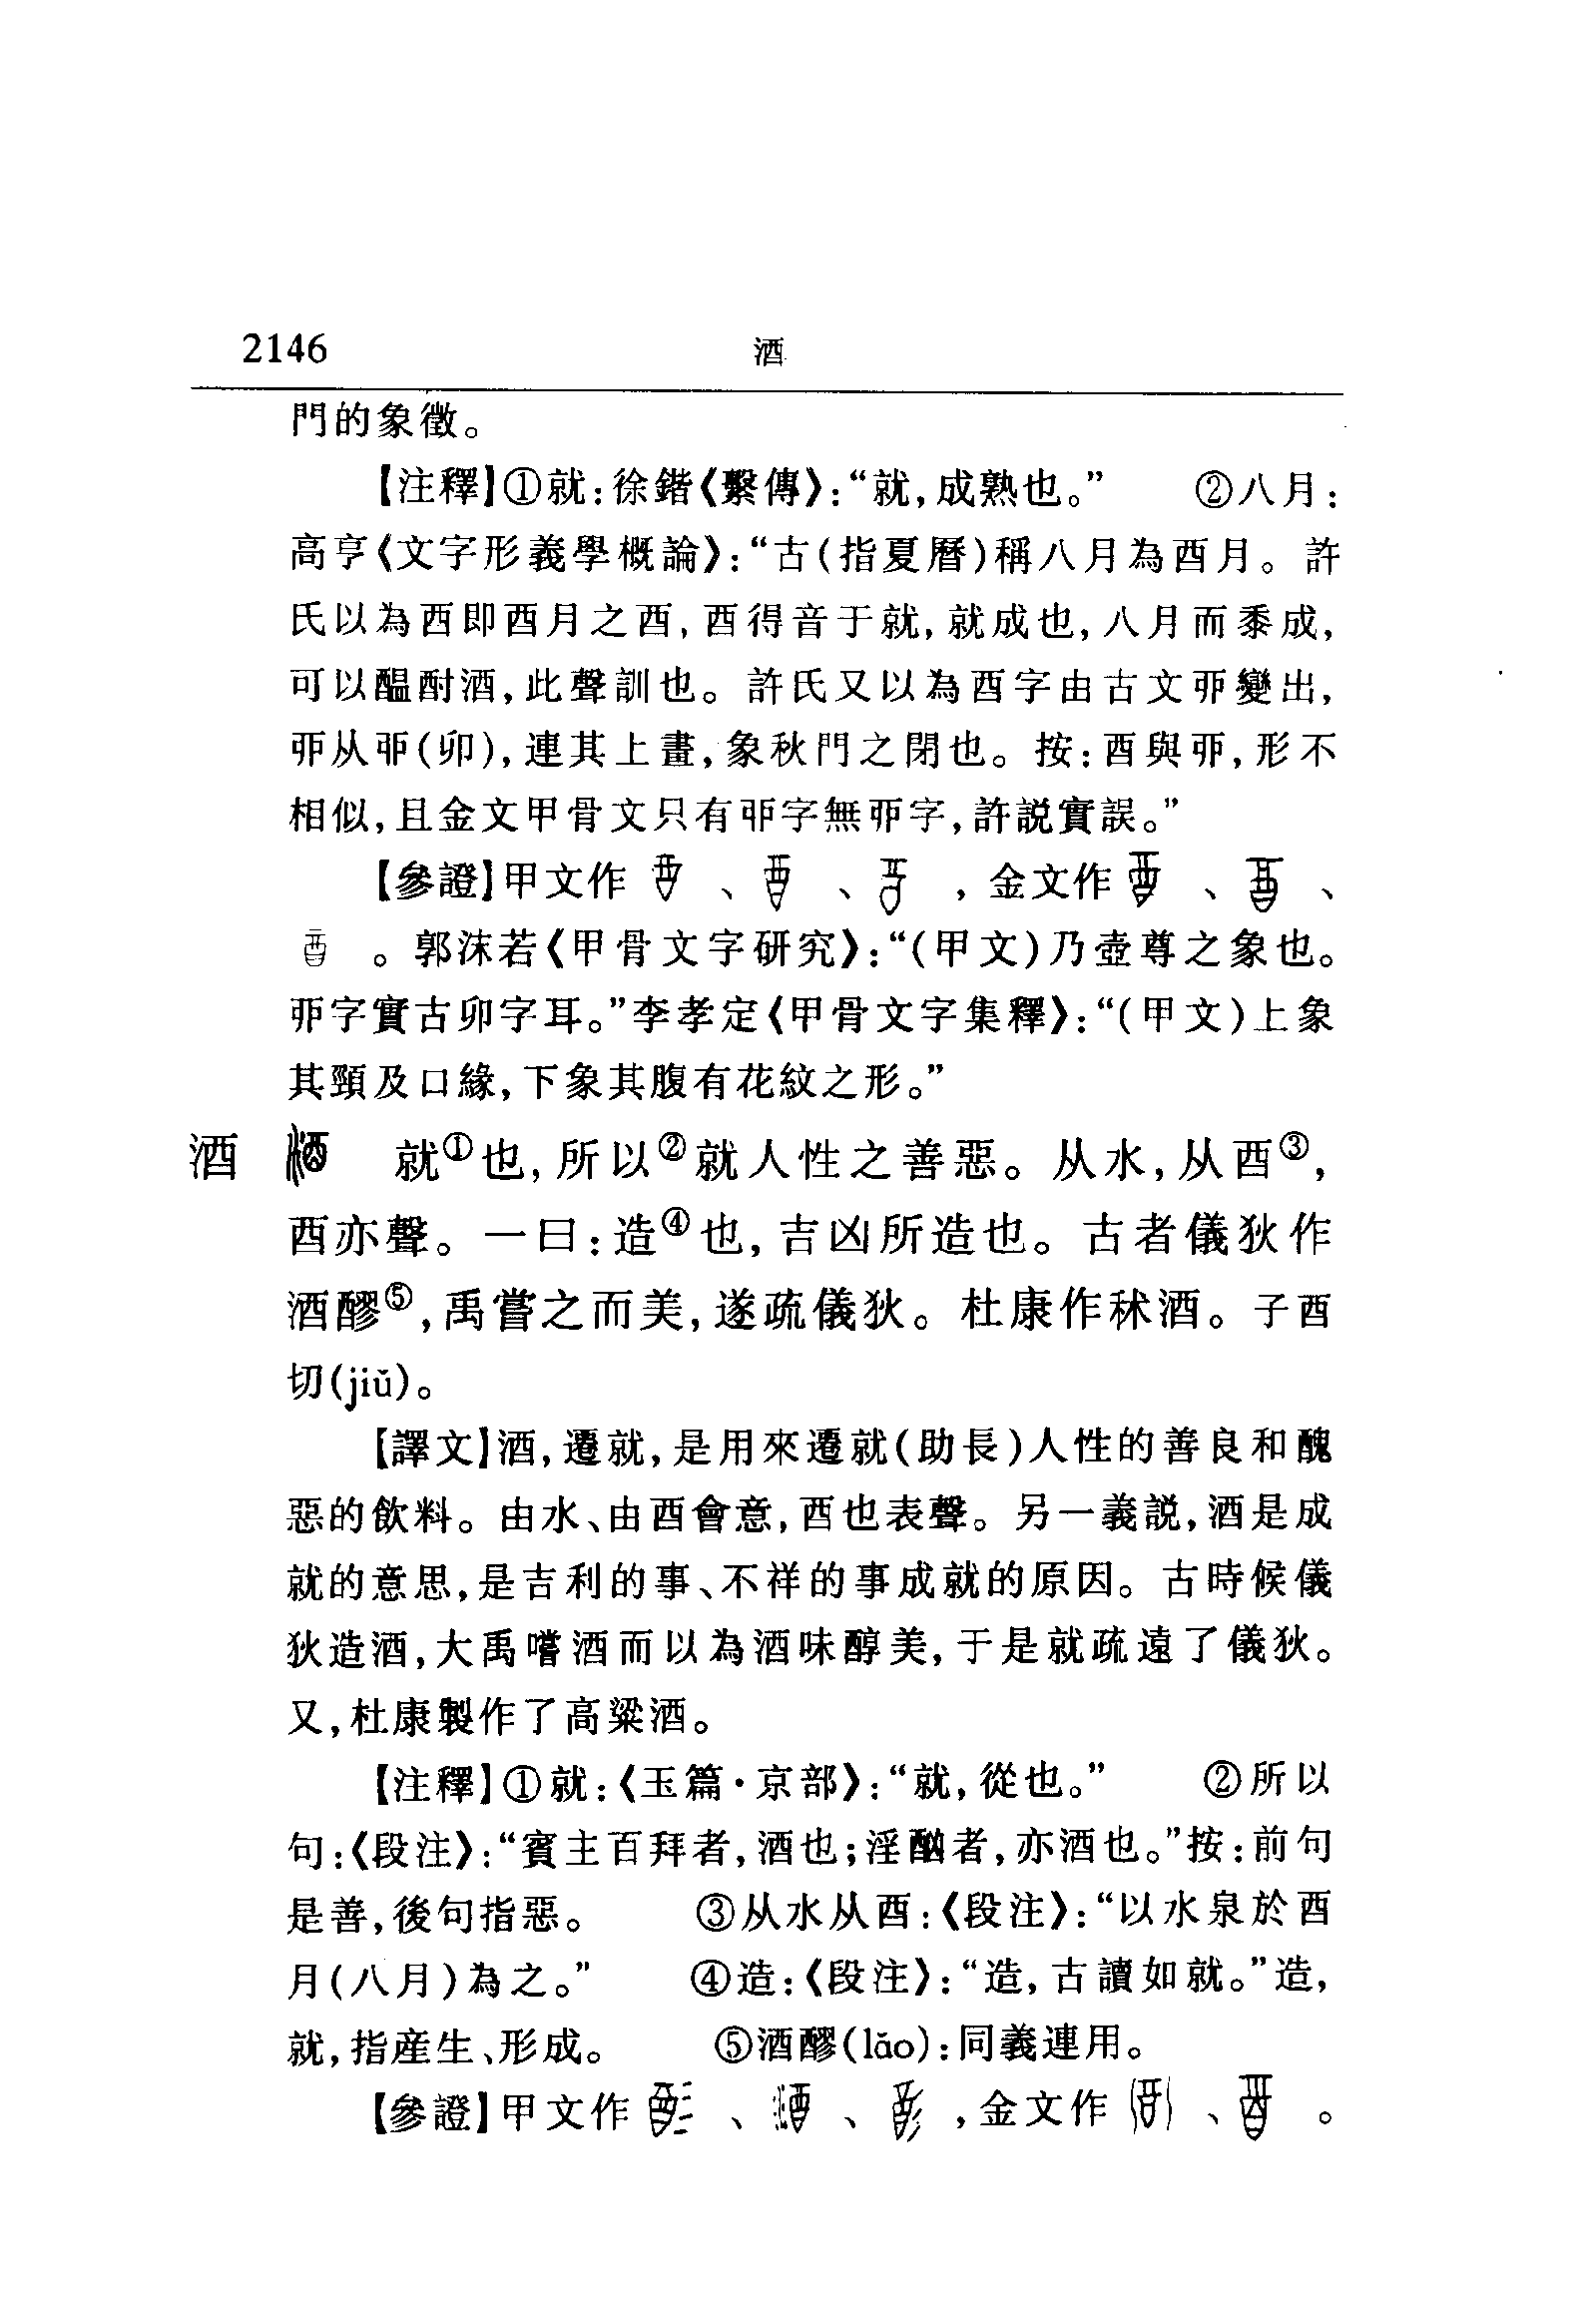 2146 酒
門的象徵。
【注釋】①就:徐鍇《繫傳》:“就,成熟也。” ②八月:
高亨《文字形義學概論》:“古(指夏曆)稱八月為酉月。許
氏以為酉即酉月之酉,酉得音于就,就成也,八月而黍成,
可以醖酎酒,此聲訓也。許氏又以為酉字由古文丣變出,
丣从戼(卯),連其上畫,象秋門之閉也。按:酉與丣,形不
相似,且金文甲骨文只有戼字無丣字,許説實誤。”
【參證】甲文作 、 、 ,金文作 、 、
。郭沫若《甲骨文字研究》:“(甲文)乃壺尊之象也。
丣字實古卯字耳。”李孝定《甲骨文字集釋》:“(甲文)上象
其頸及口緣,下象其腹有花紋之形。”
酒 就①也,所以②就人性之善惡。从水,从酉③,
酉亦聲。一曰:造④也,吉凶所造也。古者儀狄作
酒醪⑤,禹嘗之而美,遂疏儀狄。杜康作秫酒。子酉
切(jiǔ)。
【譯文】酒,遷就,是用來遷就(助長)人性的善良和醜
惡的飲料。由水、由酉會意,酉也表聲。另一義説,酒是成
就的意思,是吉利的事、不祥的事成就的原因。古時候儀
狄造酒,大禹嚐酒而以為酒味醇美,于是就疏遠了儀狄。
又,杜康製作了高粱酒。
【注釋】①就:《玉篇·京部》:“就,從也。” ②所以
句:《段注》:“賓主百拜者,酒也;淫酗者,亦酒也。”按:前句
是善,後句指惡。 ③从水从酉:《段注》:“以水泉於酉
月(八月)為之。” ④造:《段注》:“造,古讀如就。”造,
就,指産生、形成。 ⑤酒醪(lǎo):同義連用。
【參證】甲文作 、 、 ,金文作 、 。